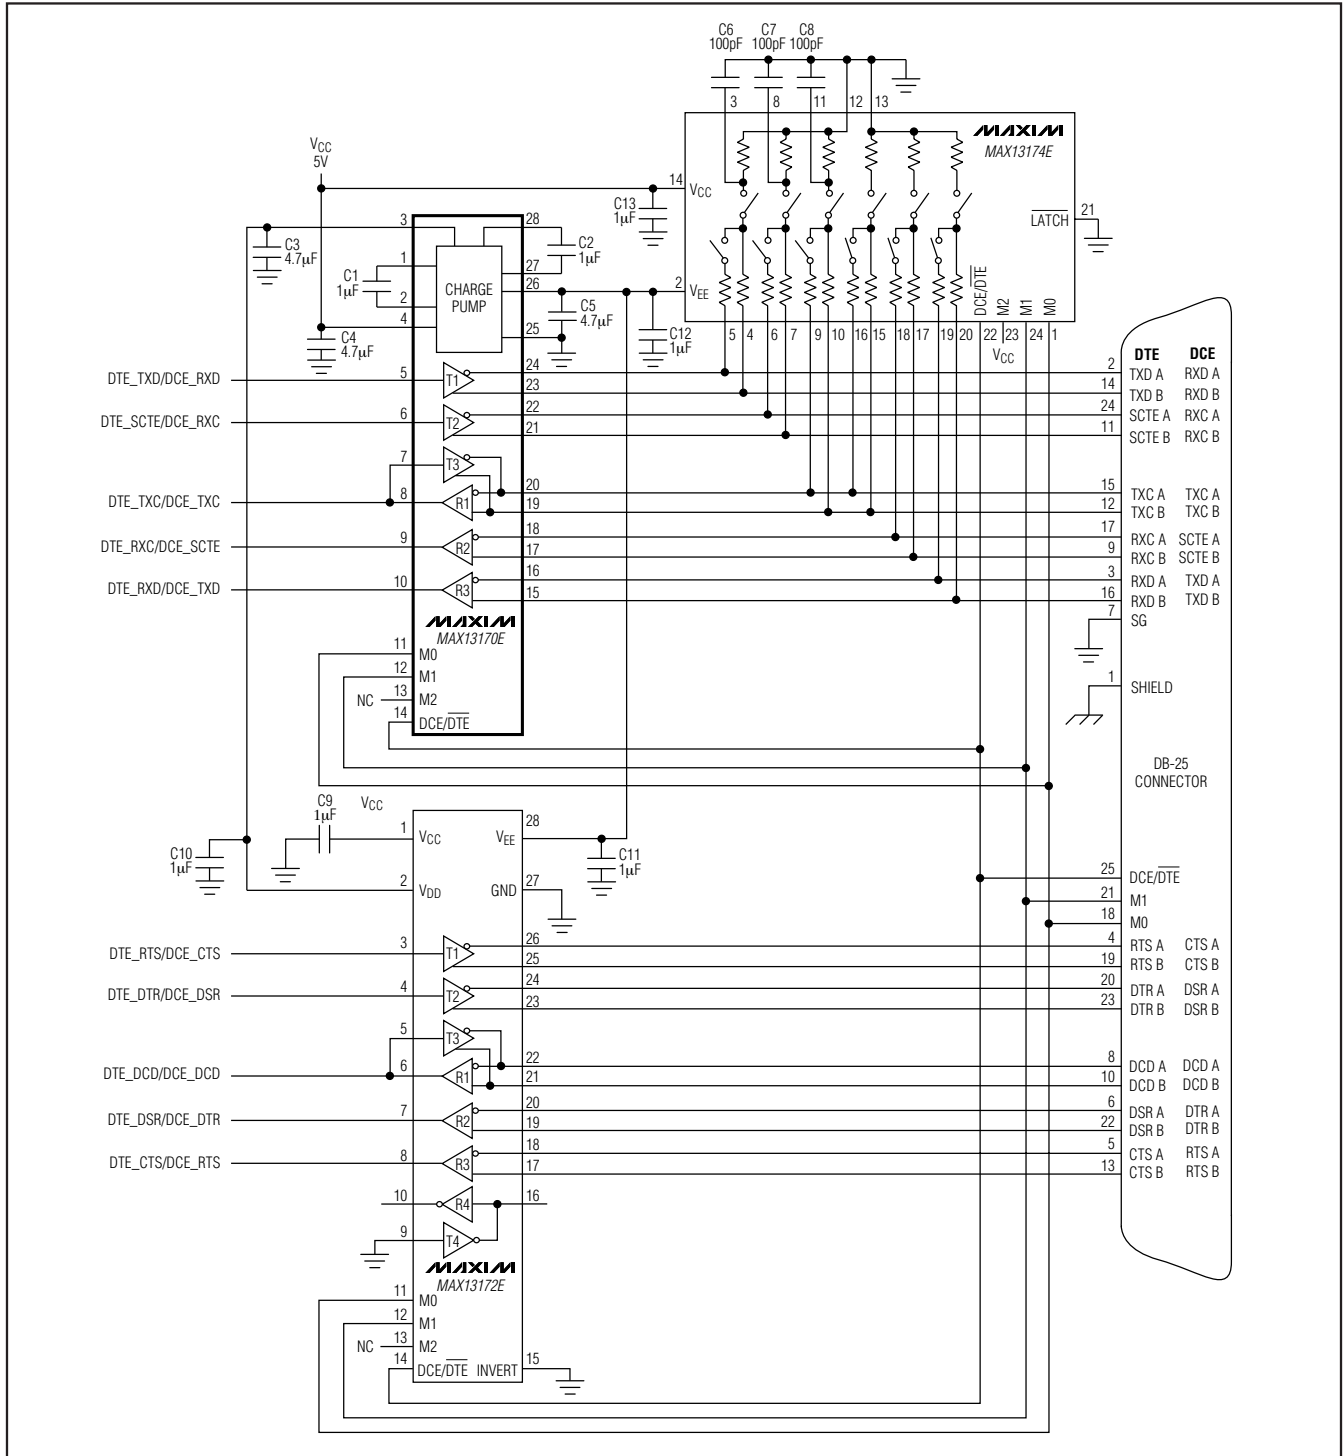 C6 C7 C8
100pF 100pF 100pF
3 8 11 12 13
MAXIM
MAX13174E
VCC
5V
14 VCC
C13
1µF
LATCH 21
3 28
C3
4.7µF
C2
1µF
1 27
C1
1µF
CHARGE
PUMP
26 2 VEE
2
4 25
C5
4.7µF
C12
1µF
C4
4.7µF
DCE/DTE M2 M1 M0
5 4 6 7 9 10 16 15 18 17 19 20 22 23 24 1
VCC
DTE DCE
DTE_TXD/DCE_RXD 5 T1 24 2 TXD A RXD A
23 14 TXD B RXD B
DTE_SCTE/DCE_RXC 6 T2 22 24 SCTE A RXC A
21 11 SCTE B RXC B
7 T3
DTE_TXC/DCE_TXC 8 R1 20 15 TXC A TXC A
19 12 TXC B TXC B
DTE_RXC/DCE_SCTE 9 R2 18 17 RXC A SCTE A
17 9 RXC B SCTE B
DTE_RXD/DCE_TXD 10 R3 16 3 RXD A TXD A
15 16 RXD B TXD B
7 SG
MAXIM
MAX13170E
11 M0
12 M1
NC 13 M2
14 DCE/DTE
1 SHIELD
DB-25
CONNECTOR
C9
1µF
VCC
1 VCC VEE 28
C10
1µF
C11
1µF
2 VDD GND 27
25 DCE/DTE
21 M1
18 M0
DTE_RTS/DCE_CTS 3 T1 26 4 RTS A CTS A
25 19 RTS B CTS B
DTE_DTR/DCE_DSR 4 T2 24 20 DTR A DSR A
23 23 DTR B DSR B
5 T3
DTE_DCD/DCE_DCD 6 R1 22 8 DCD A DCD A
21 10 DCD B DCD B
DTE_DSR/DCE_DTR 7 R2 20 6 DSR A DTR A
19 22 DSR B DTR B
DTE_CTS/DCE_RTS 8 R3 18 5 CTS A RTS A
17 13 CTS B RTS B
10 R4 16
9 T4
MAXIM
MAX13172E
11 M0
12 M1
NC 13 M2
14 DCE/DTE INVERT 15